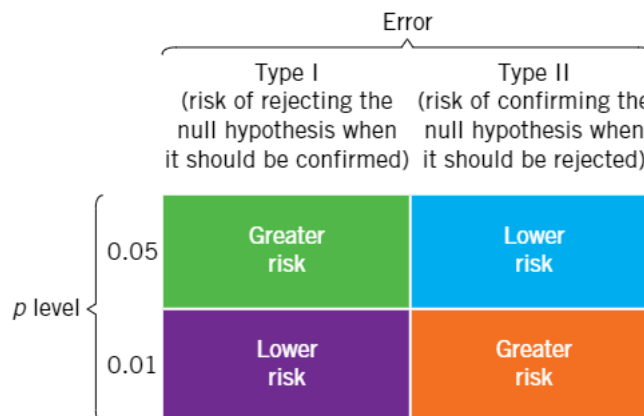 Error
Type I
(risk of rejecting the
null hypothesis when
it should be confirmed)
Type II
(risk of confirming the
null hypothesis when
it should be rejected)
p level
0.05
Greater
risk
Lower
risk
0.01
Lower
risk
Greater
risk